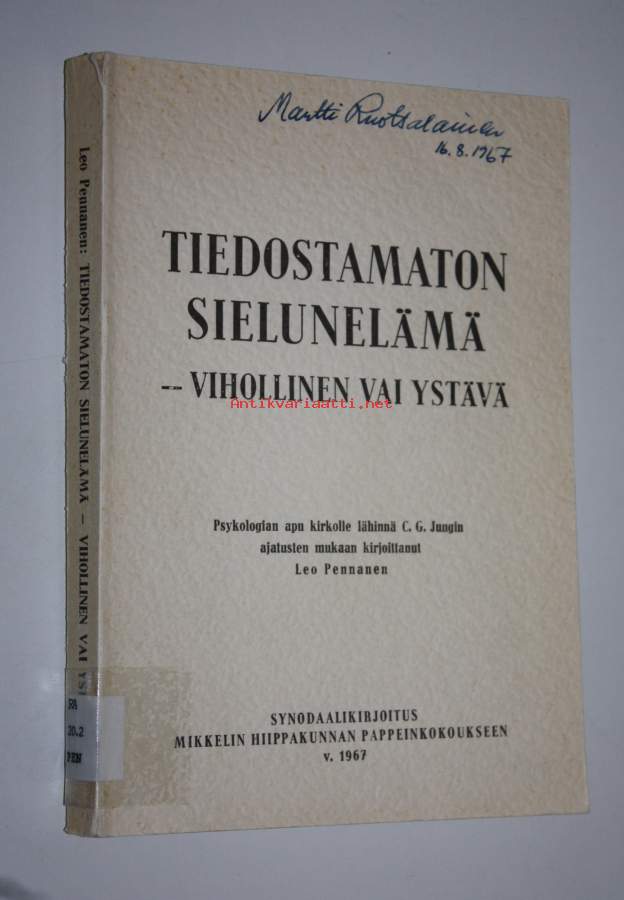 Martti Ruotsalainen
16.8.1967
TIEDOSTAMATON
SIELUNELÄMÄ
— VIHOLLINEN VAI YSTÄVÄ
Antikvariaatti.net
Psykologian apu kirkolle lähinnä C. G. Jungin
ajatusten mukaan kirjoittanut
Leo Pennanen
SYNODAALIKIRJOITUS
MIKKELIN HIIPPAKUNNAN PAPPEINKOKOUKSEEN
v. 1967
Leo Pennanen: TIEDOSTAMATON SIELUNELÄMÄ — VIHOLLINEN VAI
20.2
PEN